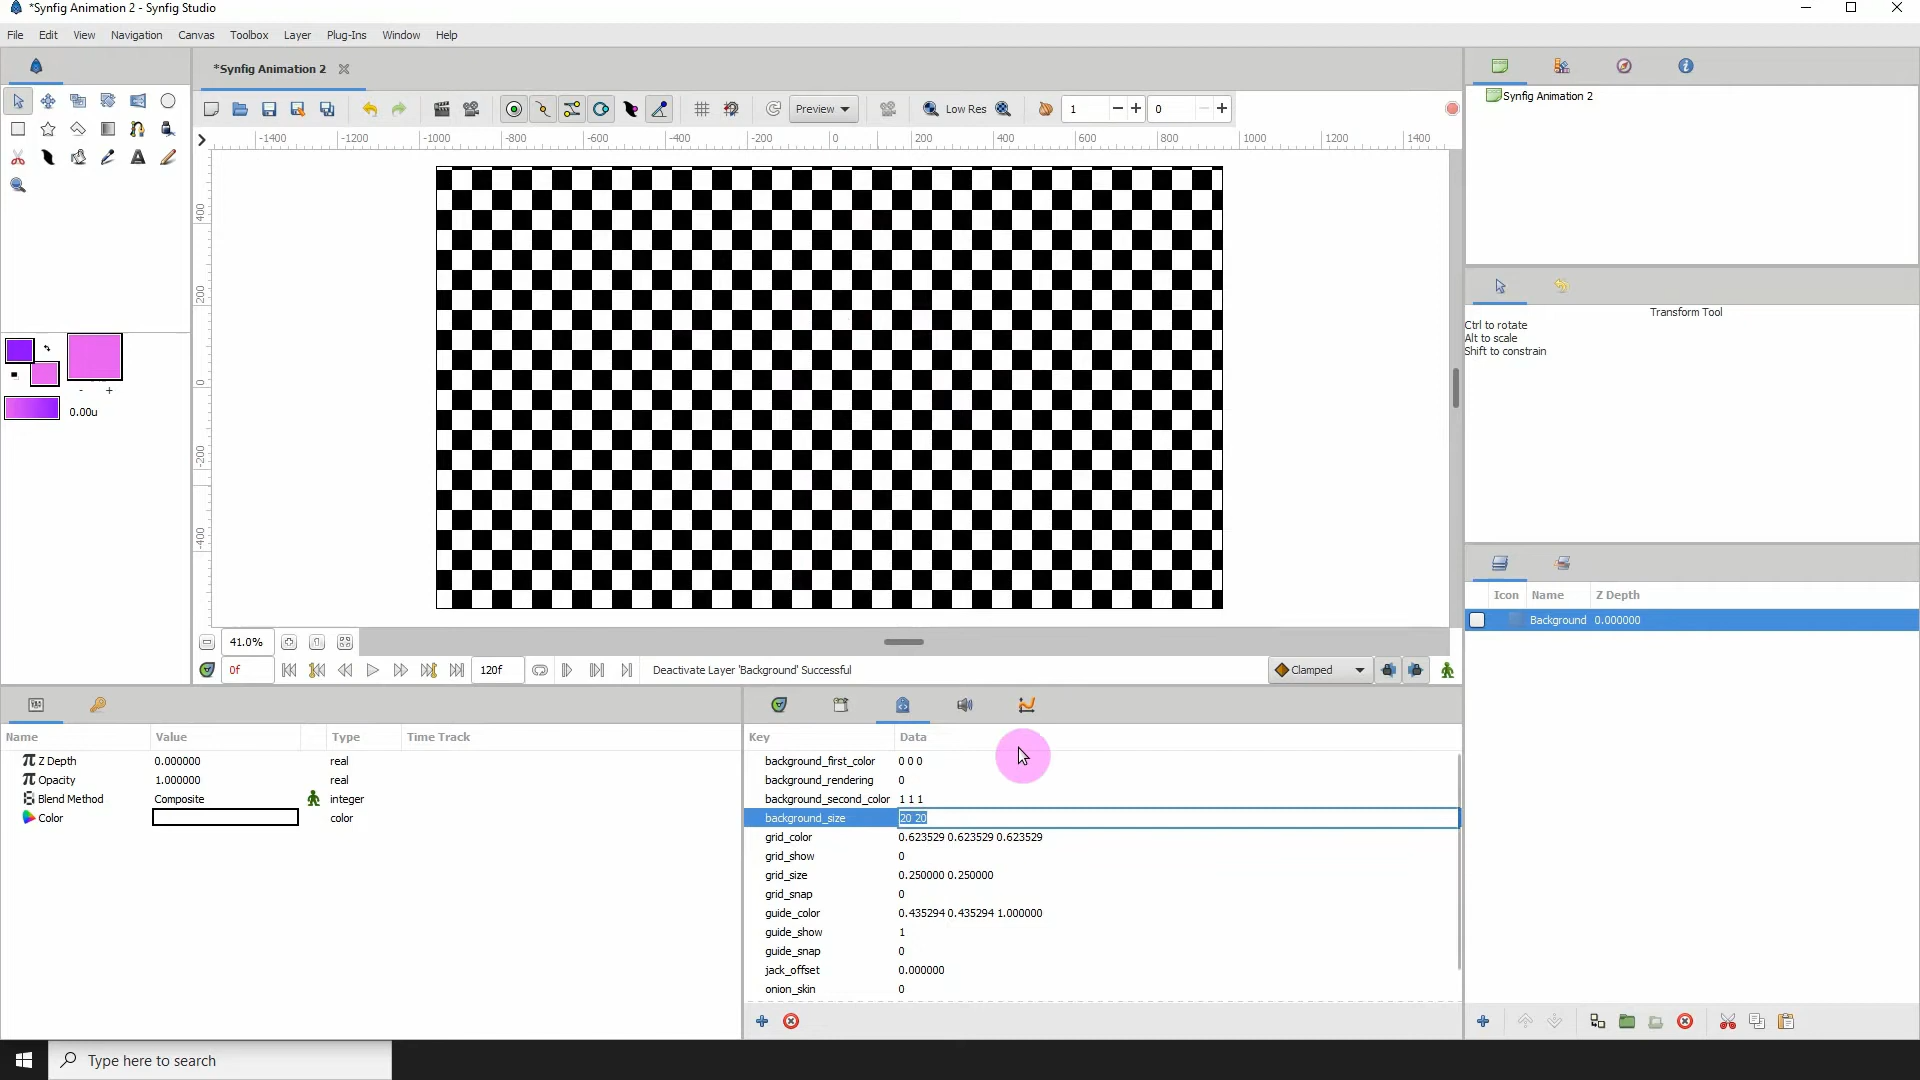 *Synfig Animation 2 - Synfig Studio
File Edit View Navigation Canvas Toolbox Layer Plug-Ins Window Help
*Synfig Animation 2
Preview Low Res 1 0
-1400 -1200 -1000 -800 -600 -400 -200 0 200 400 600 800 1000 1200 1400
400
200
0
-200
-400
0.00u
41.0%
0f 120f Deactivate Layer 'Background' Successful Clamped
Synfig Animation 2
Transform Tool
Ctrl to rotate
Alt to scale
Shift to constrain
Icon Name Z Depth
Background 0.000000
Name Value Type Time Track
Z Depth 0.000000 real
Opacity 1.000000 real
Blend Method Composite integer
Color color
Key Data
background_first_color 0 0 0
background_rendering 0
background_second_color 1 1 1
background_size 20 20
grid_color 0.623529 0.623529 0.623529
grid_show 0
grid_size 0.250000 0.250000
grid_snap 0
guide_color 0.435294 0.435294 1.000000
guide_show 1
guide_snap 0
jack_offset 0.000000
onion_skin 0
Type here to search